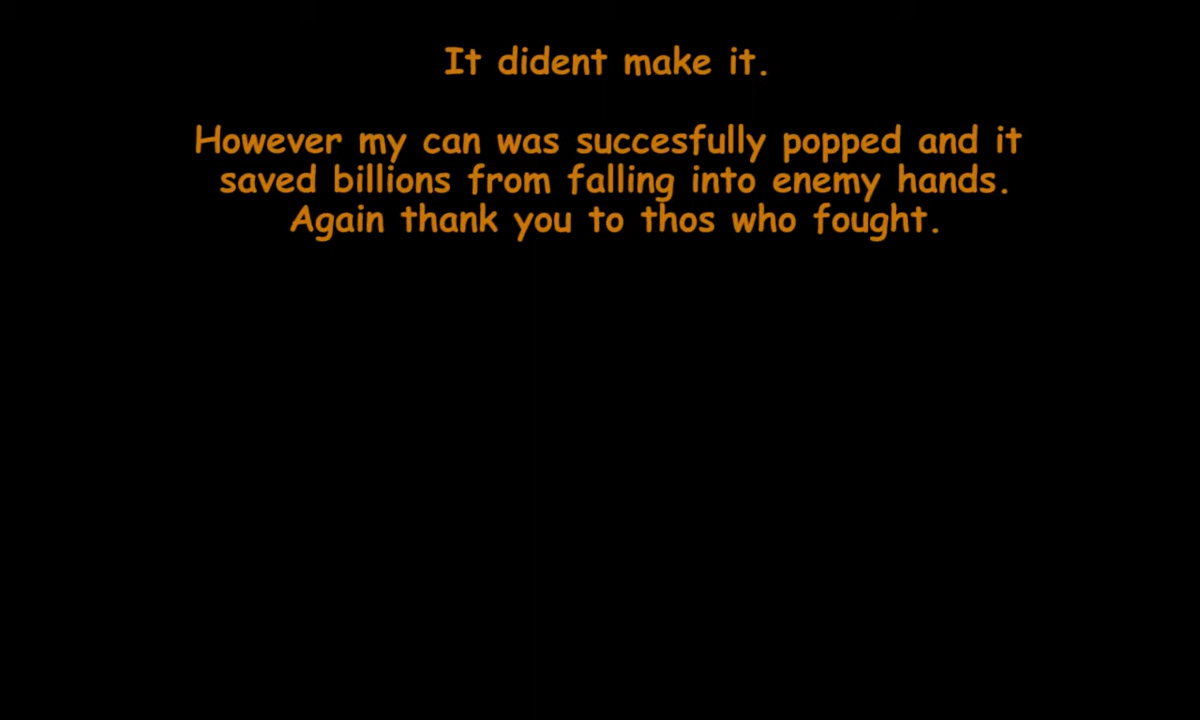 It dident make it.
However my can was succesfully popped and it
saved billions from falling into enemy hands.
Again thank you to thos who fought.